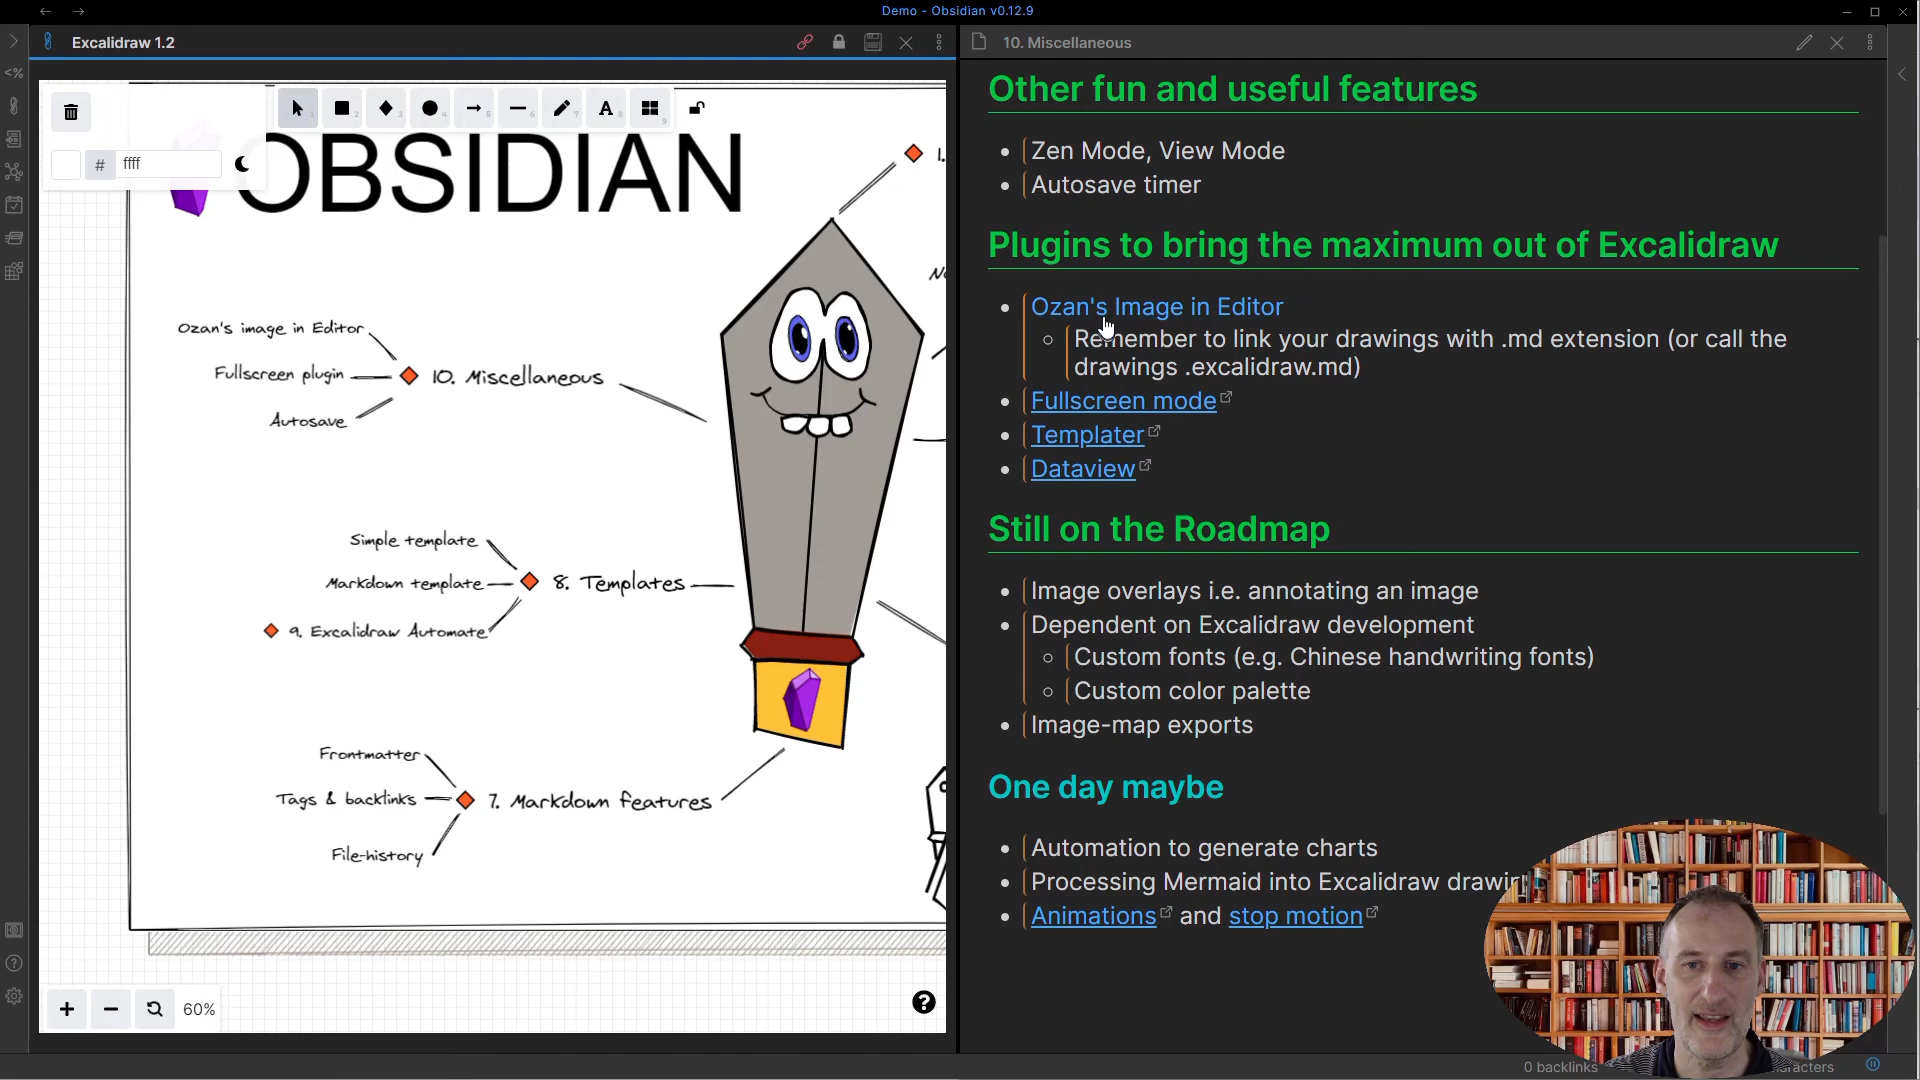 Demo - Obsidian v0.12.9
Excalidraw 1.2
# ffff
OBSIDIAN
1.
Ozan's image in Editor
Fullscreen plugin
10. Miscellaneous
Autosave
Simple template
Markdown template
8. Templates
9. Excalidraw Automate
Frontmatter
Tags & backlinks
7. Markdown features
File-history
60%
10. Miscellaneous
Other fun and useful features
Zen Mode, View Mode
Autosave timer
Plugins to bring the maximum out of Excalidraw
Ozan's Image in Editor
Remember to link your drawings with .md extension (or call the
drawings .excalidraw.md)
Fullscreen mode
Templater
Dataview
Still on the Roadmap
Image overlays i.e. annotating an image
Dependent on Excalidraw development
Custom fonts (e.g. Chinese handwriting fonts)
Custom color palette
Image-map exports
One day maybe
Automation to generate charts
Processing Mermaid into Excalidraw
Animations and stop motion
0 backlinks